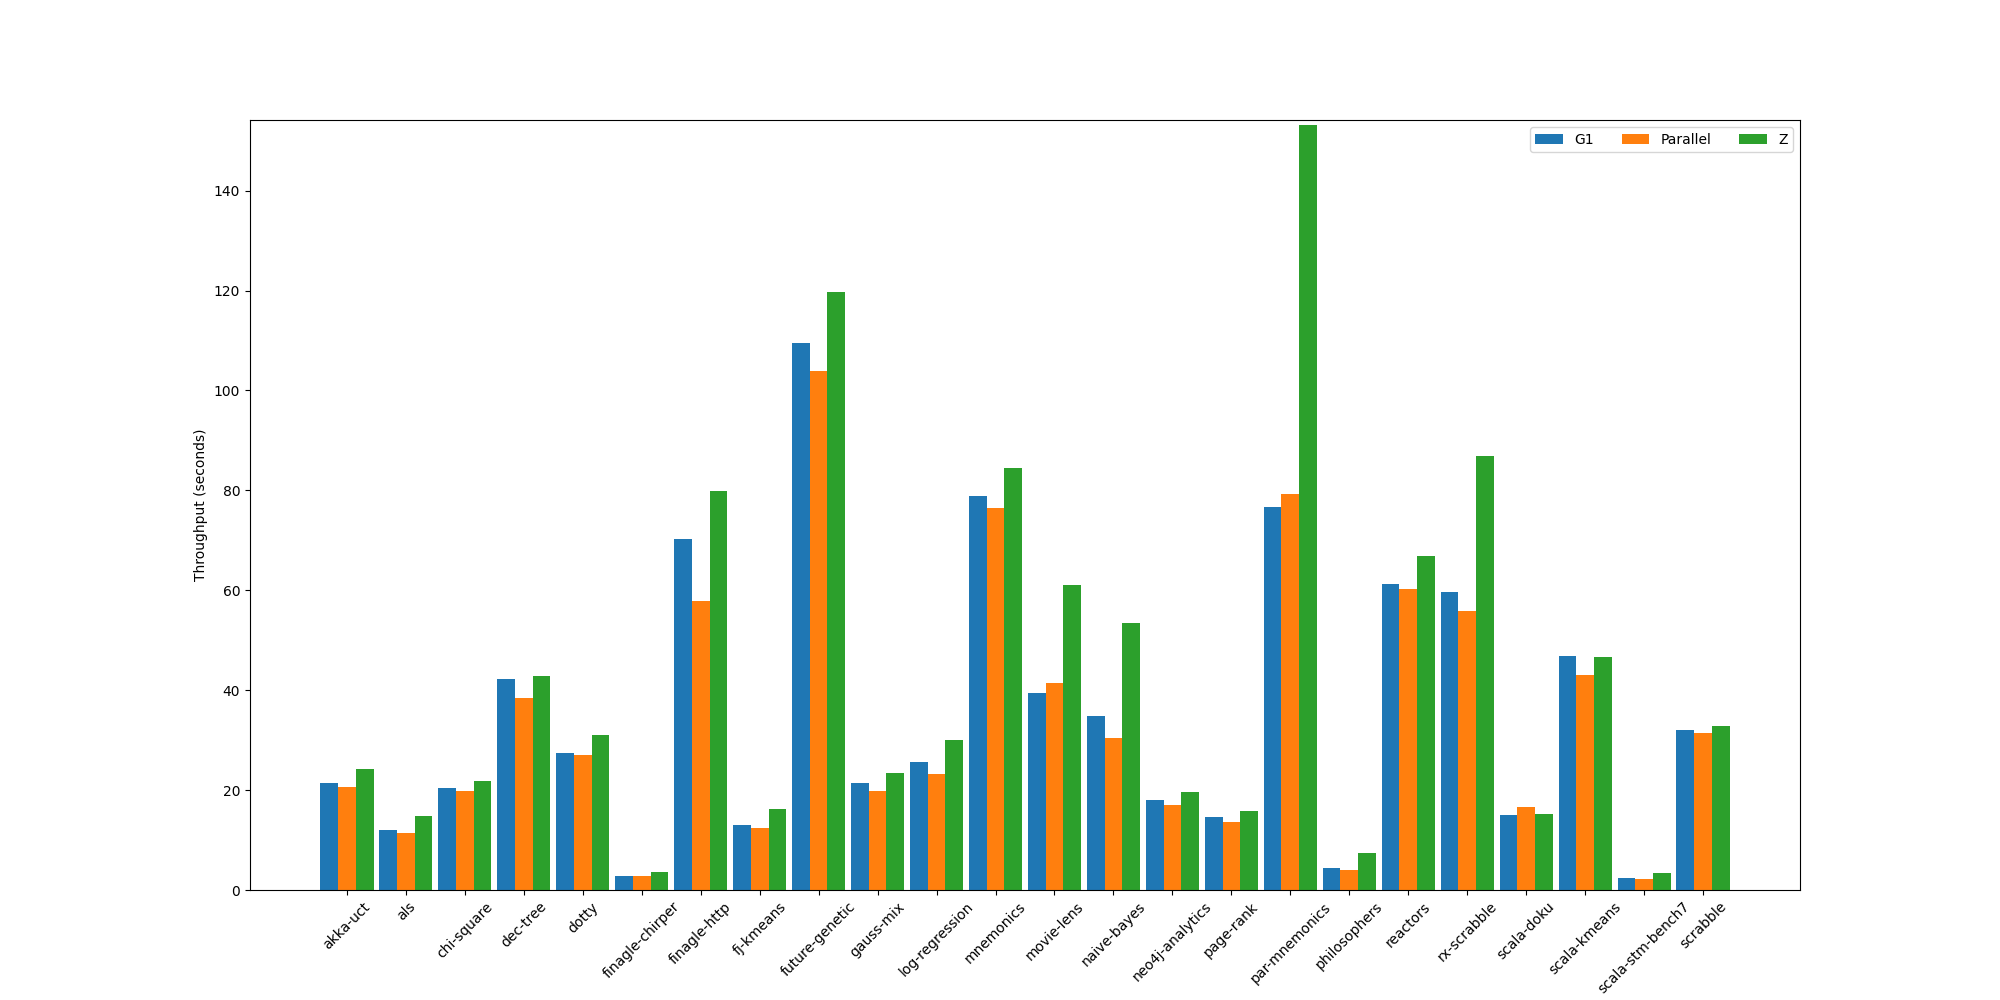 G1 Parallel Z
Throughput (seconds)
140
120
100
80
60
40
20
0
akka-uct
als
chi-square
dec-tree
dotty
finagle-chirper
finagle-http
fj-kmeans
future-genetic
gauss-mix
log-regression
mnemonics
movie-lens
naive-bayes
neo4j-analytics
page-rank
par-mnemonics
philosophers
reactors
rx-scrabble
scala-doku
scala-kmeans
scala-stm-bench7
scrabble